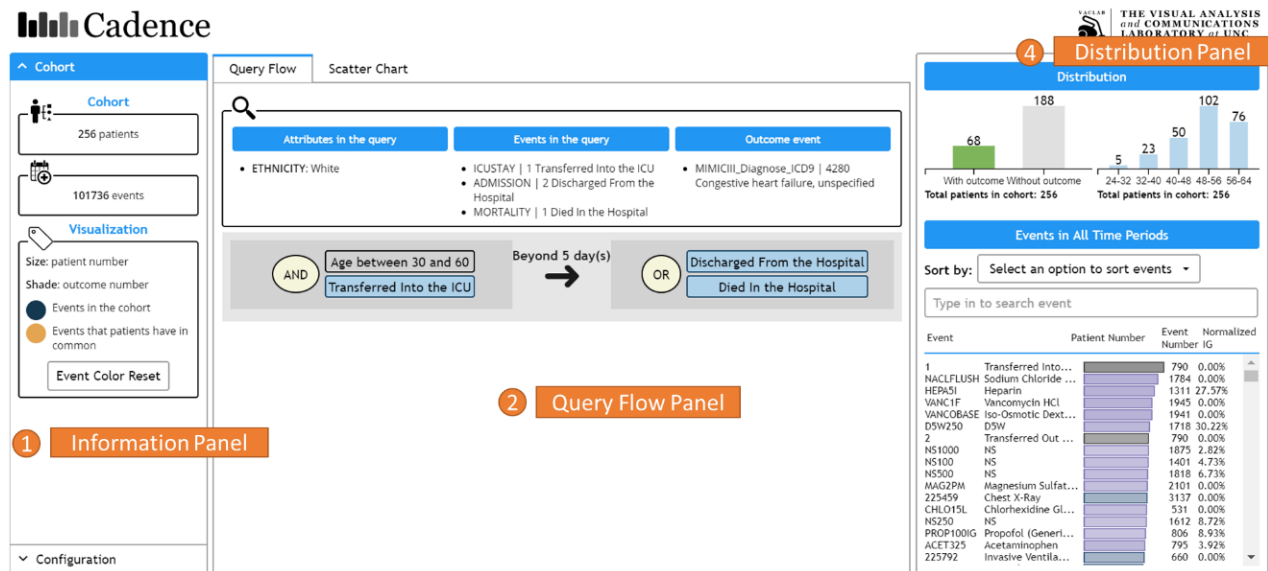 Cadence
VACLAB
THE VISUAL ANALYSIS
and COMMUNICATIONS
LABORATORY at UNC
4 Distribution Panel
Cohort
Cohort
256 patients
101736 events
Visualization
Size: patient number
Shade: outcome number
Events in the cohort
Events that patients have in
common
Event Color Reset
1 Information Panel
Configuration
Query Flow Scatter Chart
Attributes in the query Events in the query Outcome event
• ETHNICITY: White
• ICUSTAY | 1 Transferred Into the ICU
• ADMISSION | 2 Discharged From the
Hospital
• MORTALITY | 1 Died In the Hospital
• MIMICIII_Diagnose_ICD9 | 4280
Congestive heart failure, unspecified
AND
Age between 30 and 60
Transferred Into the ICU
Beyond 5 day(s)
OR
Discharged From the Hospital
Died In the Hospital
2 Query Flow Panel
Distribution
68 188
With outcome Without outcome
Total patients in cohort: 256
5 23 50 102 76
24-32 32-40 40-48 48-56 56-64
Total patients in cohort: 256
Events in All Time Periods
Sort by: Select an option to sort events
Type in to search event
Event Patient Number Event Number Normalized IG
1 Transferred Into... 790 0.00%
NACLFLUSH Sodium Chloride ... 1784 0.00%
HEPA5I Heparin 1311 27.57%
VANC1F Vancomycin HCl 1945 0.00%
VANCOBASE Iso-Osmotic Dext... 1941 0.00%
D5W250 D5W 1718 30.22%
2 Transferred Out ... 790 0.00%
NS1000 NS 1875 2.82%
NS100 NS 1401 4.73%
NS500 NS 1818 6.73%
MAG2PM Magnesium Sulfat... 2101 0.00%
225459 Chest X-Ray 3137 0.00%
CHLO15L Chlorhexidine Gl... 531 0.00%
NS250 NS 1612 8.72%
PROP100IG Propofol (Generi... 806 8.93%
ACET325 Acetaminophen 795 3.92%
225792 Invasive Ventila... 660 0.00%